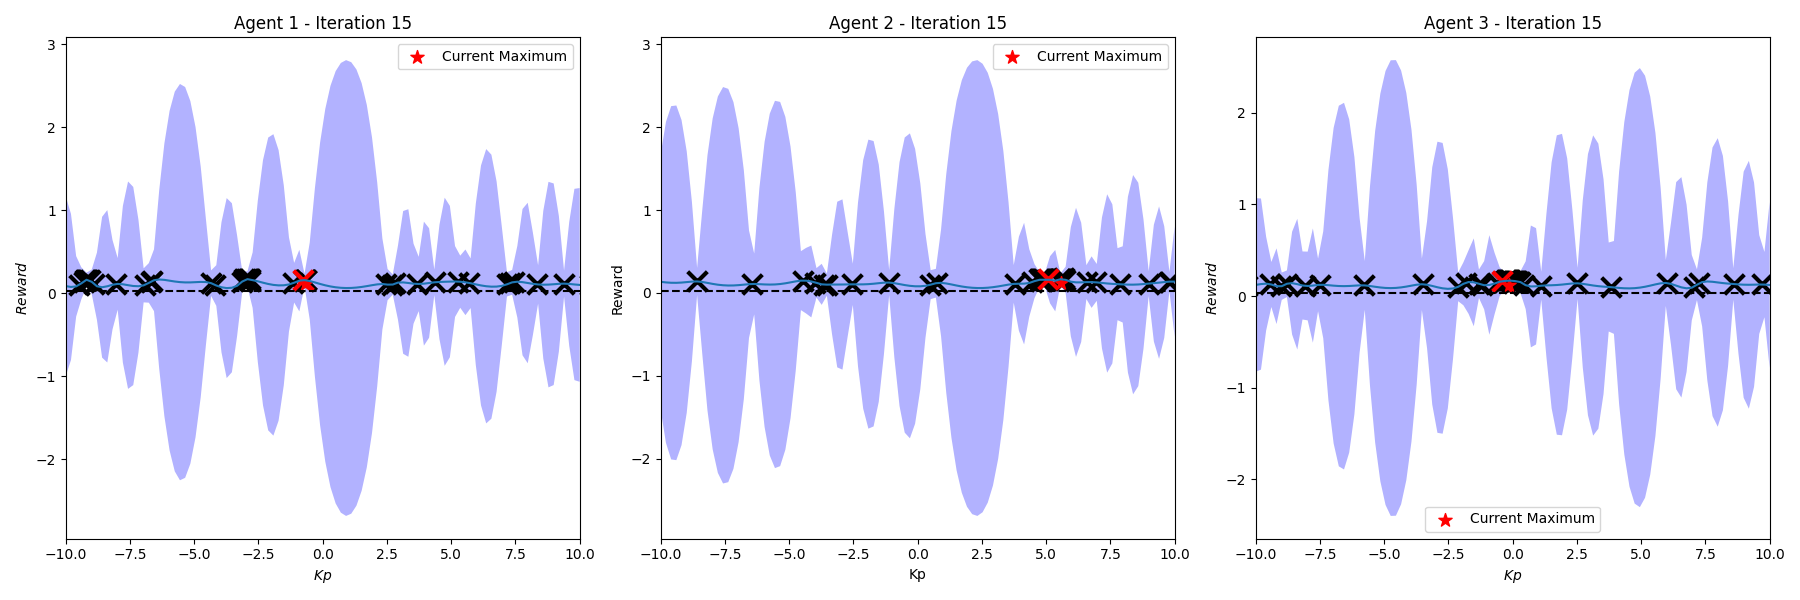 Agent 1 - Iteration 15
3
2
1
0
−1
−2
Reward
Current Maximum
−10.0 −7.5 −5.0 −2.5 0.0 2.5 5.0 7.5 10.0
Kp
Agent 2 - Iteration 15
3
2
1
0
−1
−2
Reward
Current Maximum
−10.0 −7.5 −5.0 −2.5 0.0 2.5 5.0 7.5 10.0
Kp
Agent 3 - Iteration 15
2
1
0
−1
−2
Reward
Current Maximum
−10.0 −7.5 −5.0 −2.5 0.0 2.5 5.0 7.5 10.0
Kp